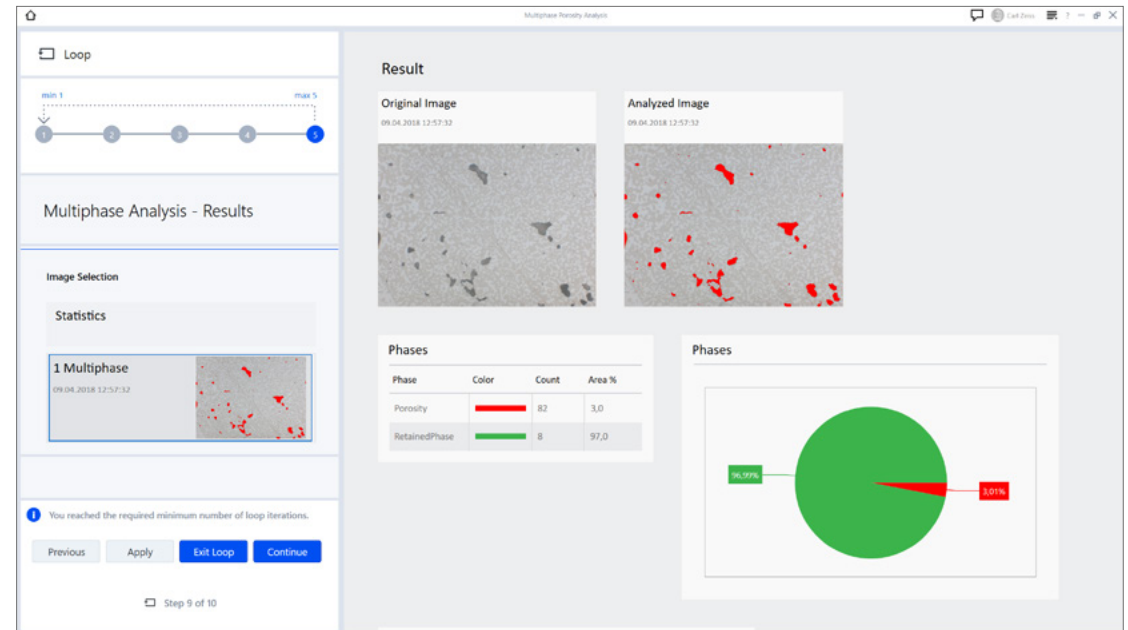 Multiphase Porosity Analysis
Carl Zeiss
?
Loop
min 1
max 5
1 2 3 4 5
Multiphase Analysis - Results
Image Selection
Statistics
1 Multiphase
09.04.2018 12:57:32
You reached the required minimum number of loop iterations.
Previous Apply Exit Loop Continue
Step 9 of 10
Result
Original Image
09.04.2018 12:57:32
Analyzed Image
09.04.2018 12:57:32
Phases
Phase Color Count Area %
Porosity 82 3,0
RetainedPhase 8 97,0
Phases
96,99%
3,01%